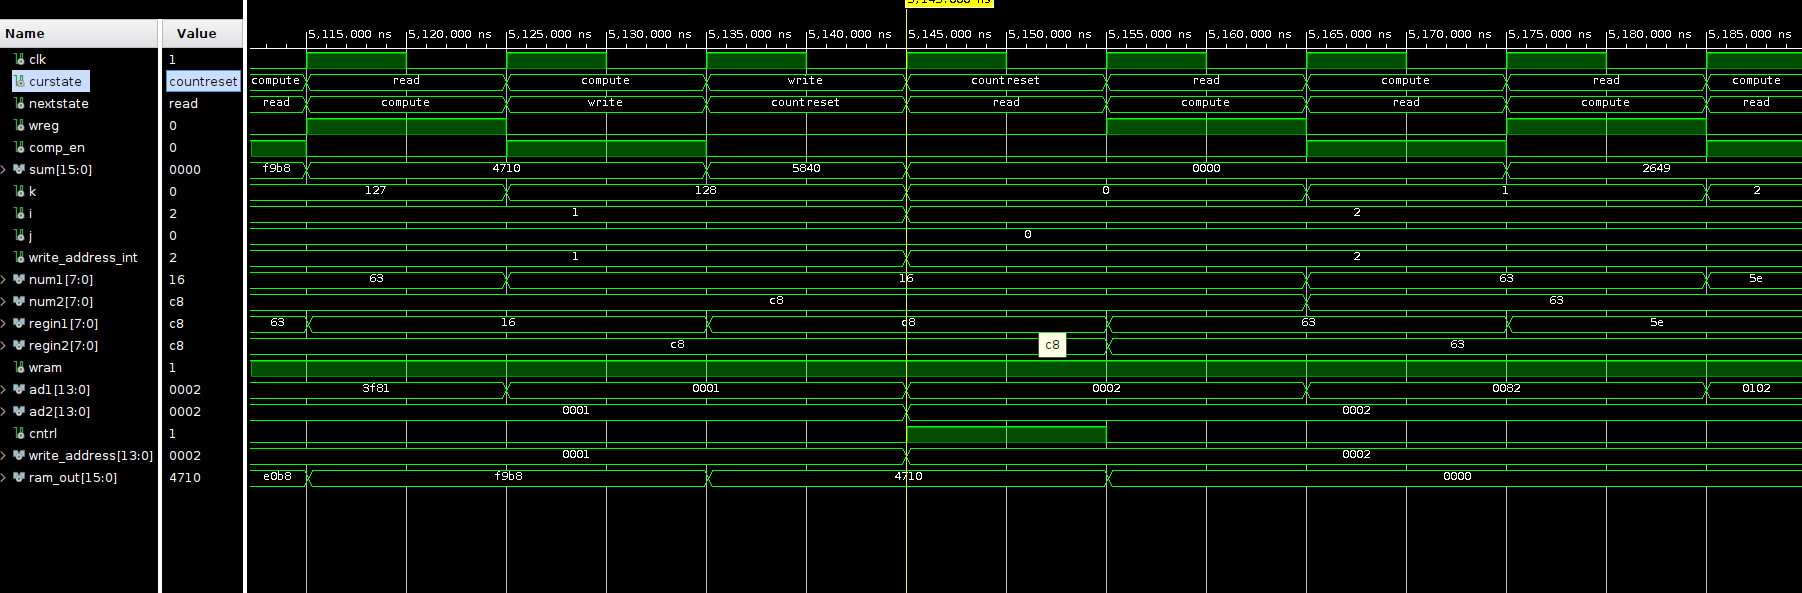 5,145.000 ns
Name Value 5,115.000 ns 5,120.000 ns 5,125.000 ns 5,130.000 ns 5,135.000 ns 5,140.000 ns 5,145.000 ns 5,150.000 ns 5,155.000 ns 5,160.000 ns 5,165.000 ns 5,170.000 ns 5,175.000 ns 5,180.000 ns 5,185.000 ns
clk 1
curstate countreset compute read compute write countreset read compute read compute
nextstate read read compute write countreset read compute read compute read
wreg 0
comp_en 0
sum[15:0] 0000 f9b8 4710 5840 0000 2649
k 0 127 128 0 1 2
i 2 1 2
j 0 0
write_address_int 2 1 2
num1[7:0] 16 63 16 63 5e
num2[7:0] c8 c8 63
regin1[7:0] c8 63 16 c8 63 5e
regin2[7:0] c8 c8 c8 63
wram 1
ad1[13:0] 0002 3f81 0001 0002 0082 0102
ad2[13:0] 0002 0001 0002
cntrl 1
write_address[13:0] 0002 0001 0002
ram_out[15:0] 4710 e0b8 f9b8 4710 0000